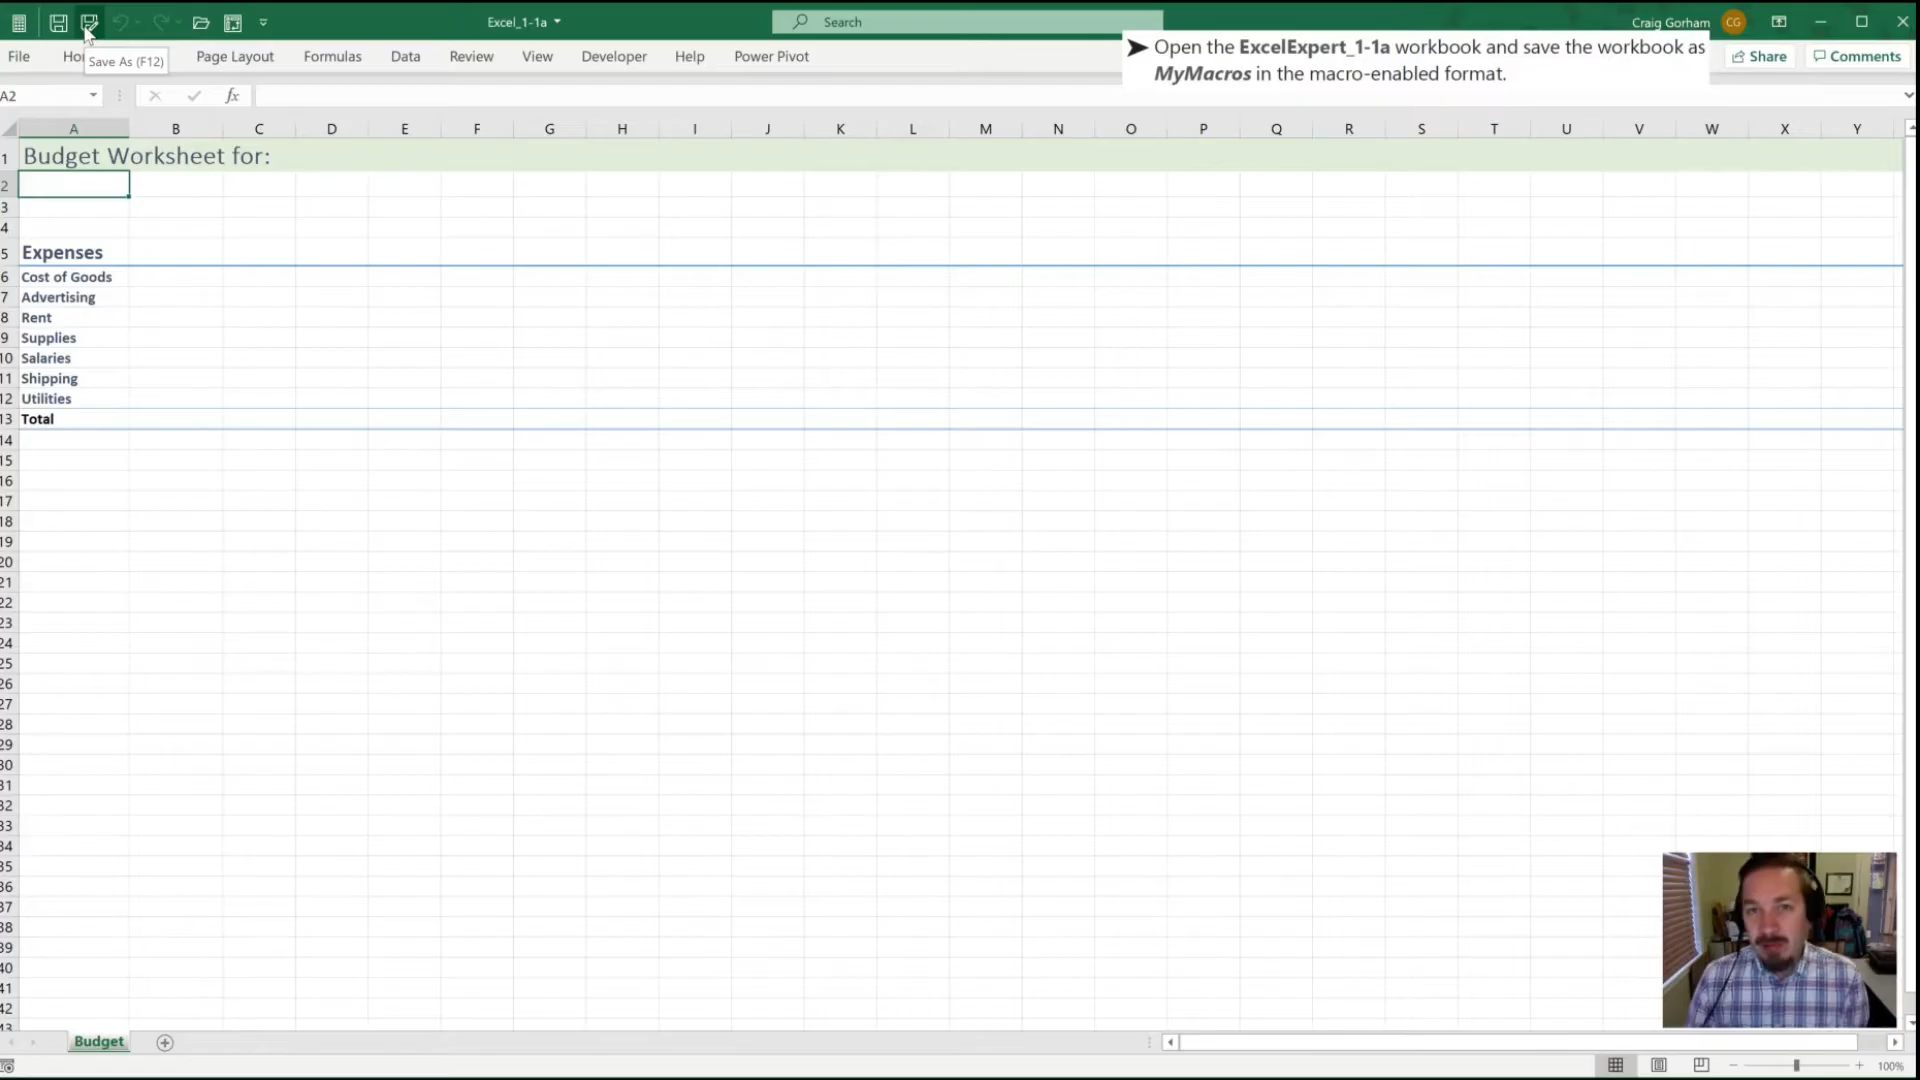 Excel_1-1a
Search
Craig Gorham
CG
File
Ho
Save As (F12)
Page Layout
Formulas
Data
Review
View
Developer
Help
Power Pivot
Open the ExcelExpert_1-1a workbook and save the workbook as
MyMacros in the macro-enabled format.
Share
Comments
A2
fx
A B C D E F G H I J K L M N O P Q R S T U V W X Y
1 Budget Worksheet for:
2
3
4
5 Expenses
6 Cost of Goods
7 Advertising
8 Rent
9 Supplies
10 Salaries
11 Shipping
12 Utilities
13 Total
14
15
16
17
18
19
20
21
22
23
24
25
26
27
28
29
30
31
32
33
34
35
36
37
38
39
40
41
42
43
Budget
100%